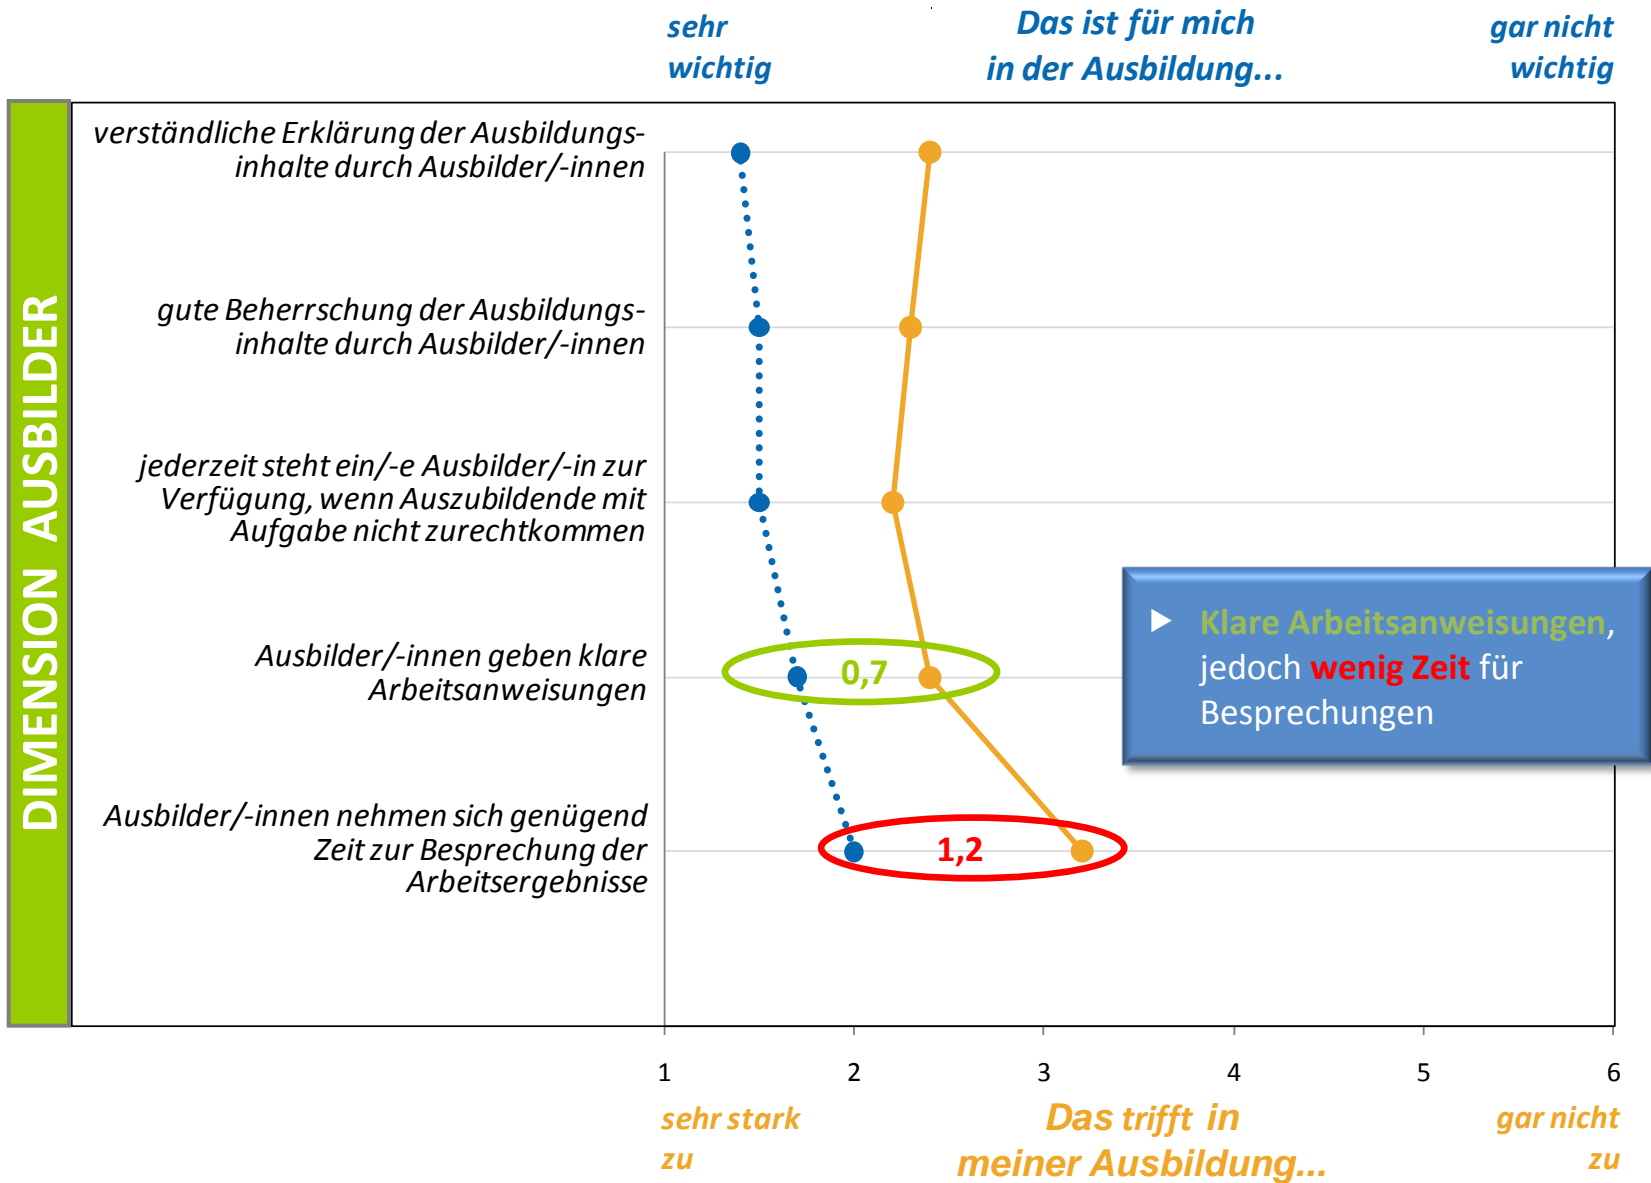 sehr
wichtig
Das ist für mich
in der Ausbildung...
gar nicht
wichtig
DIMENSION AUSBILDER
verständliche Erklärung der Ausbildungs-
inhalte durch Ausbilder/-innen
gute Beherrschung der Ausbildungs-
inhalte durch Ausbilder/-innen
jederzeit steht ein/-e Ausbilder/-in zur
Verfügung, wenn Auszubildende mit
Aufgabe nicht zurechtkommen
Ausbilder/-innen geben klare
Arbeitsanweisungen
0,7
Klare Arbeitsanweisungen,
jedoch wenig Zeit für
Besprechungen
Ausbilder/-innen nehmen sich genügend
Zeit zur Besprechung der
Arbeitsergebnisse
1,2
1 2 3 4 5 6
sehr stark
zu
Das trifft in
meiner Ausbildung...
gar nicht
zu